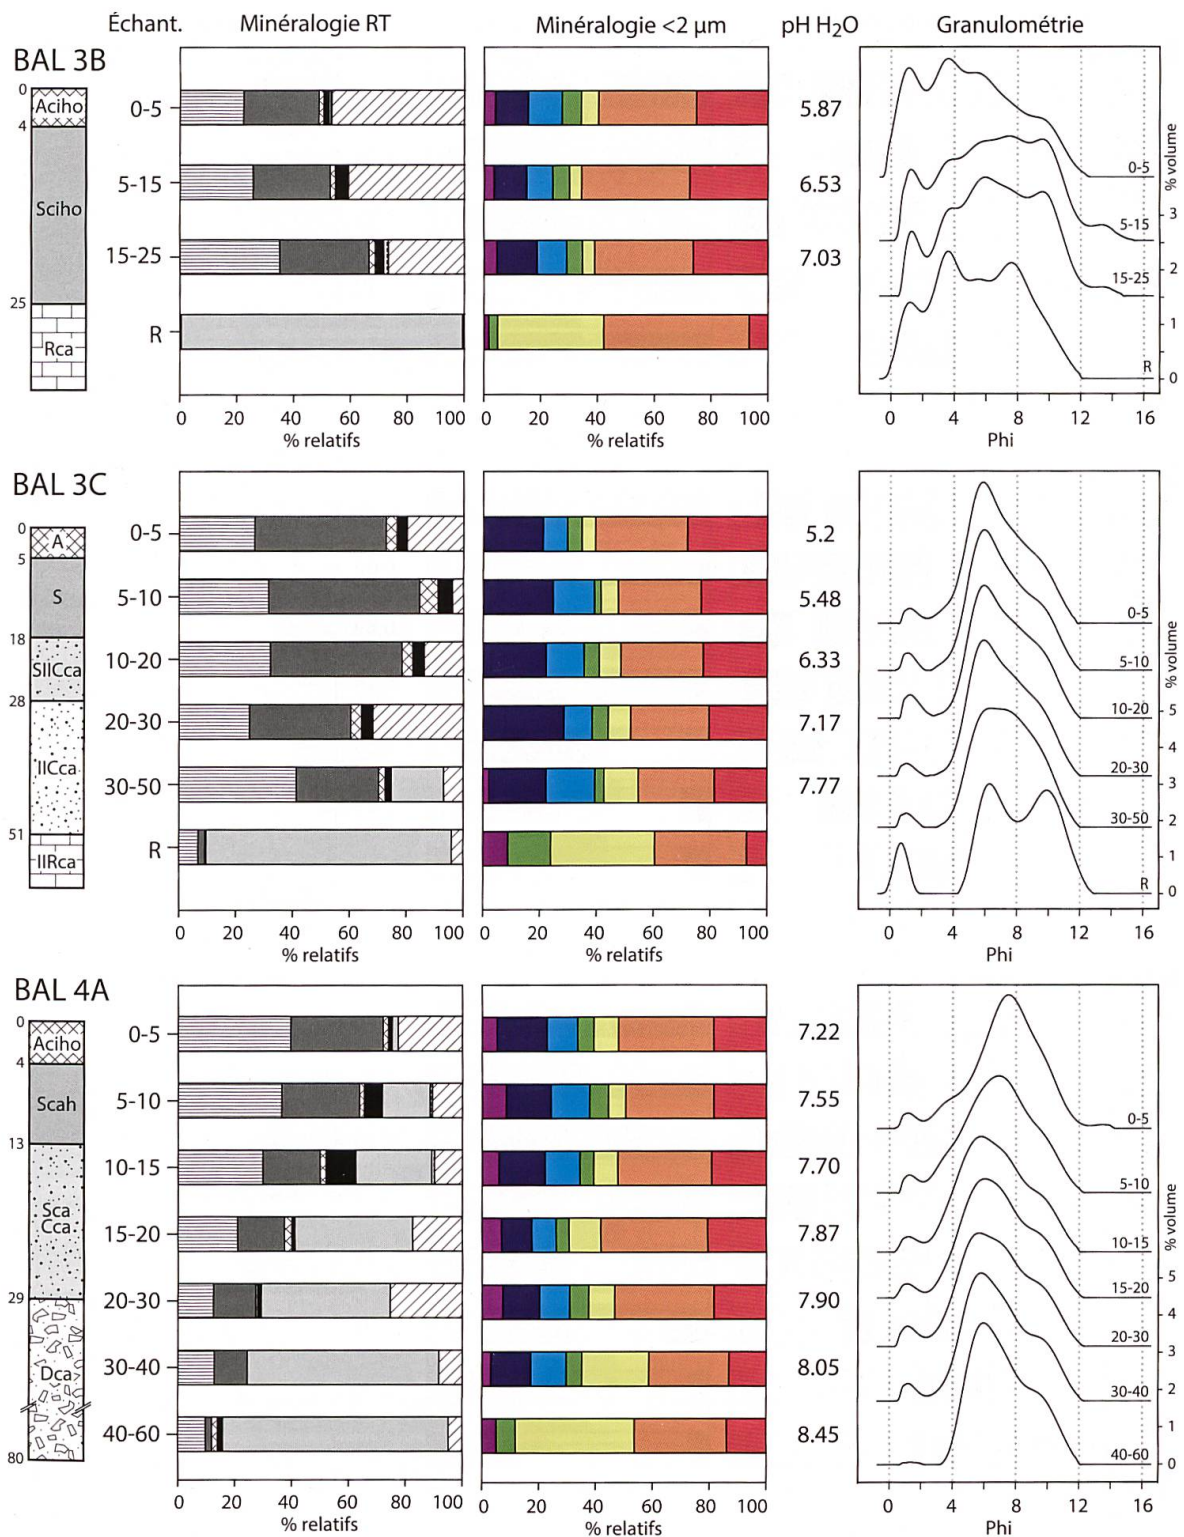 Échant. Minéralogie RT Minéralogie <2 µm pH H₂O Granulométrie
BAL 3B
0
Aciho
4
Sciho
25
Rca
0-5
5-15
15-25
R
0 20 40 60 80 100
% relatifs
0 20 40 60 80 100
% relatifs
5.87
6.53
7.03
0-5
5-15
15-25
R
% volume
3
2
1
0
0 4 8 12 16
Phi
BAL 3C
0
A
5
S
18
SIICca
28
IICca
51
IIRca
0-5
5-10
10-20
20-30
30-50
R
0 20 40 60 80 100
% relatifs
0 20 40 60 80 100
% relatifs
5.2
5.48
6.33
7.17
7.77
0-5
5-10
10-20
20-30
30-50
R
% volume
5
4
3
2
1
0
0 4 8 12 16
Phi
BAL 4A
0
Aciho
4
Scah
13
Sca
Cca
29
Dca
80
0-5
5-10
10-15
15-20
20-30
30-40
40-60
0 20 40 60 80 100
% relatifs
0 20 40 60 80 100
% relatifs
7.22
7.55
7.70
7.87
7.90
8.05
8.45
0-5
5-10
10-15
15-20
20-30
30-40
40-60
% volume
5
4
3
2
1
0
0 4 8 12 16
Phi